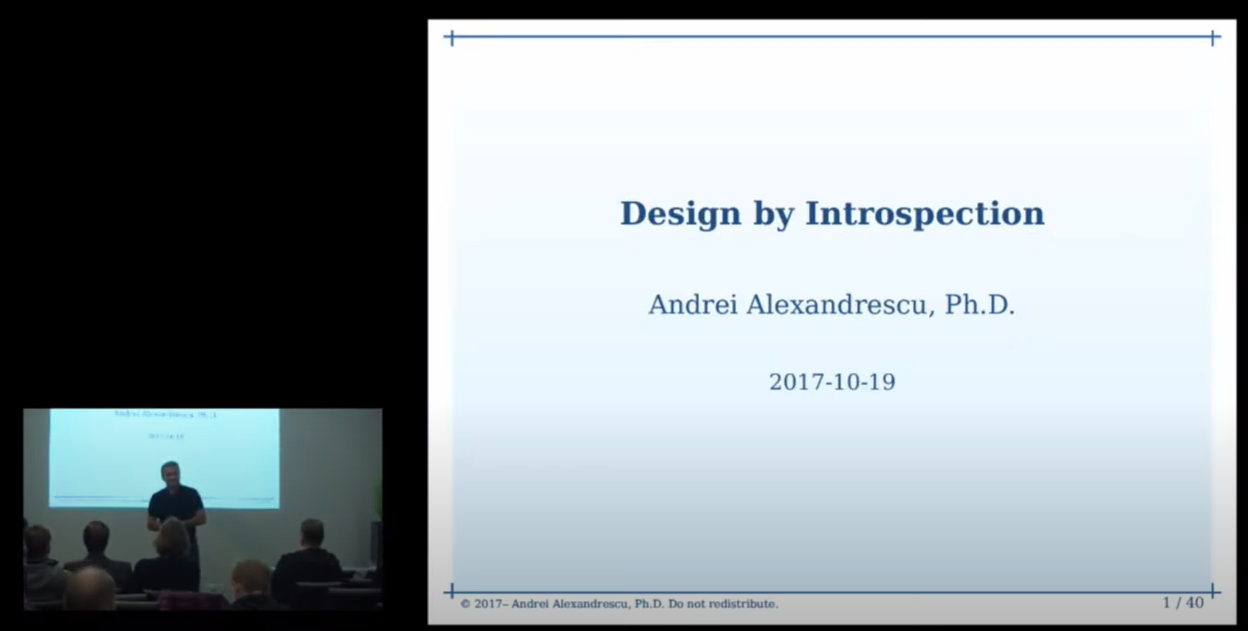 Design by Introspection
Andrei Alexandrescu, Ph.D.
2017-10-19
© 2017– Andrei Alexandrescu, Ph.D. Do not redistribute.
1 / 40
Andrei Alexandrescu, Ph.D.
2017-10-19